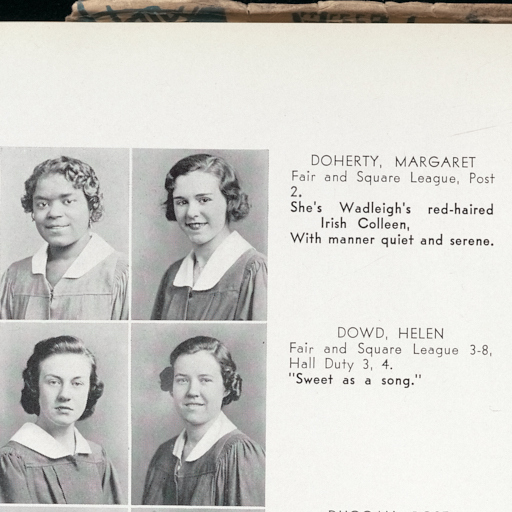 DOHERTY, MARGARET
Fair and Square League, Post
2.
She's Wadleigh's red-haired
Irish Colleen,
With manner quiet and serene.
DOWD, HELEN
Fair and Square League 3-8,
Hall Duty 3, 4.
"Sweet as a song."